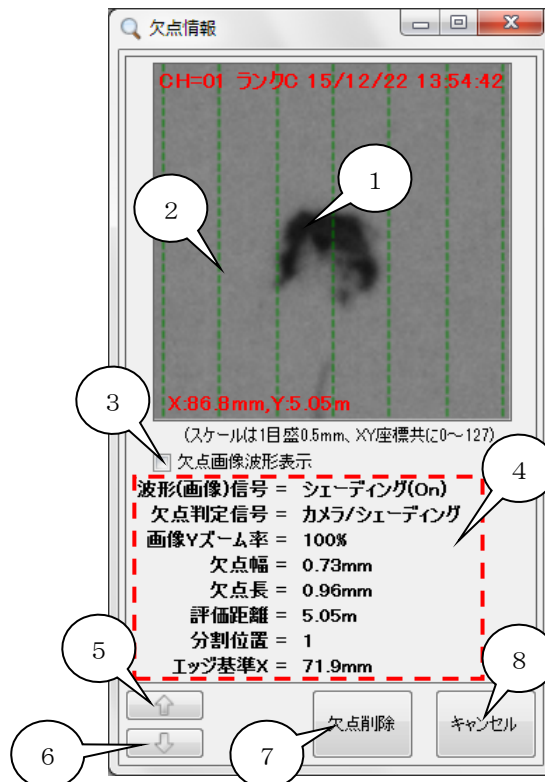 欠点情報
CH=01 ランクC 15/12/22 13:54:42
1
2
X:86.8mm,Y:5.05m
3
(スケールは1目盛0.5mm、XY座標共に0～127)
欠点画像波形表示
4
波形(画像)信号 = シェーディング(On)
欠点判定信号 = カメラ/シェーディング
画像Yズーム率 = 100%
欠点幅 = 0.73mm
欠点長 = 0.96mm
評価距離 = 5.05m
分割位置 = 1
エッジ基準X = 71.9mm
5
8
欠点削除
キャンセル
6
7